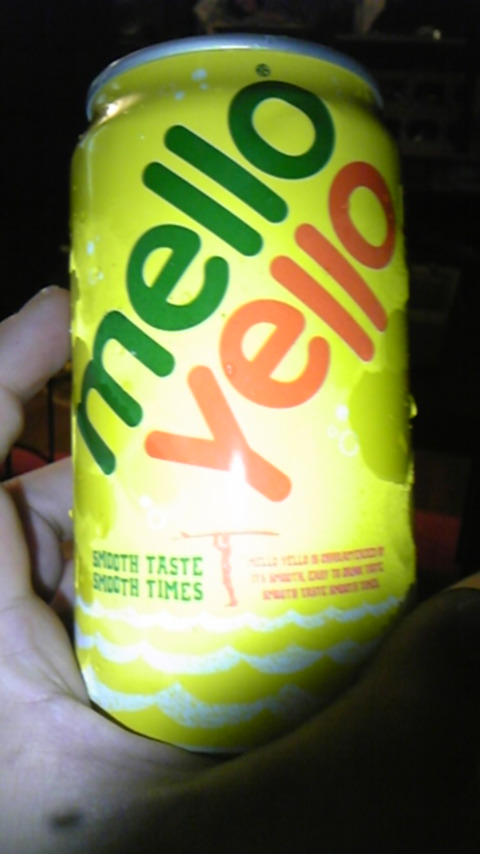 mello
yello
SMOOTH TASTE
SMOOTH TIMES
MELLO YELLO IS CHARACTERIZED BY
ITS SMOOTH, EASY TO DRINK TASTE
SMOOTH TASTE SMOOTH TIMES.